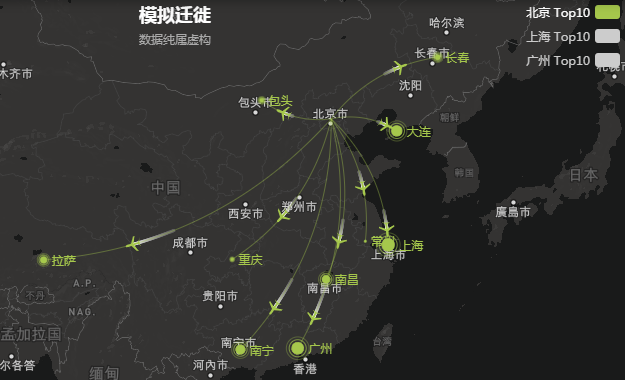 模拟迁徙
数据纯属虚构
北京 Top10
上海 Top10
广州 Top10
哈尔滨
长春市
长春
木齐市
沈阳
包头市
包头
北京市
大连
朝鲜
韩国
日本
中国
郑州市
西安市
廣島市
成都市
常
上海
上海市
拉萨
重庆
南昌
南昌市
贵阳市
A.P.
不丹
NAG.
孟加拉国
南宁市
南宁
广州
台湾
尔各答
河内市
香港
缅甸